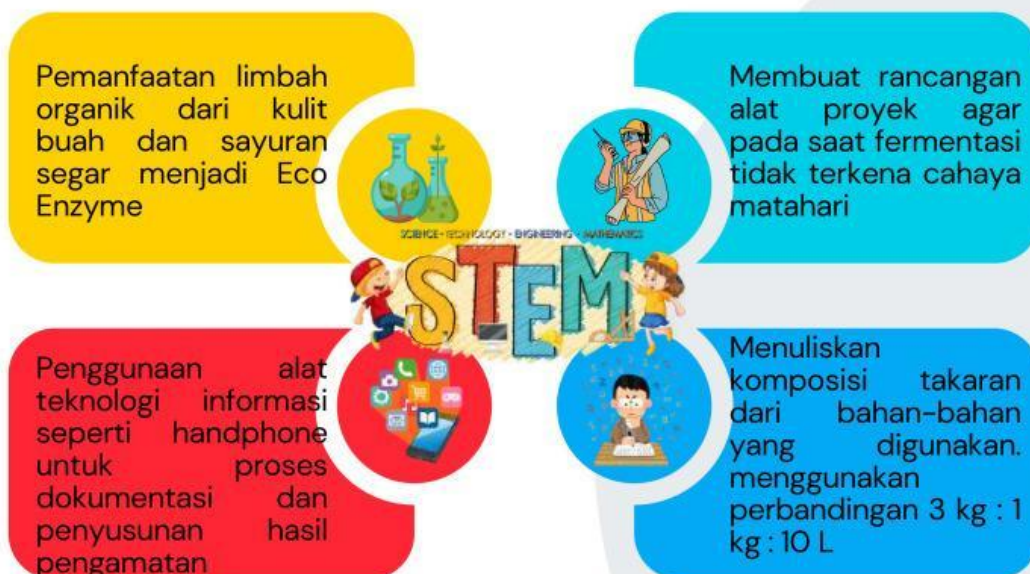 Pemanfaatan limbah
organik dari kulit
buah dan sayuran
segar menjadi Eco
Enzyme
Membuat rancangan
alat proyek agar
pada saat fermentasi
tidak terkena cahaya
matahari
SCIENCE • TECHNOLOGY • ENGINEERING • MATHEMATICS
STEM
Penggunaan alat
teknologi informasi
seperti handphone
untuk proses
dokumentasi dan
penyusunan hasil
pengamatan
Menuliskan
komposisi takaran
dari bahan-bahan
yang digunakan.
menggunakan
perbandingan 3 kg : 1
kg : 10 L